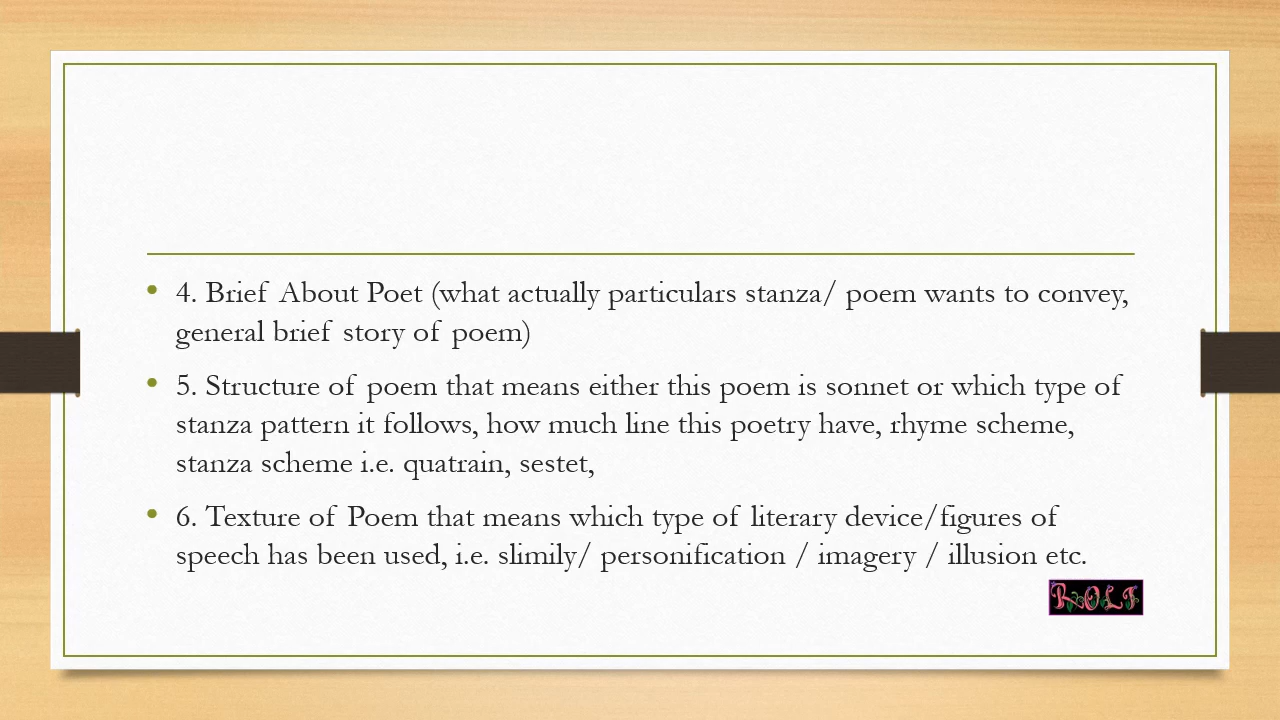 4. Brief About Poet (what actually particulars stanza/ poem wants to convey,
general brief story of poem)
5. Structure of poem that means either this poem is sonnet or which type of
stanza pattern it follows, how much line this poetry have, rhyme scheme,
stanza scheme i.e. quatrain, sestet,
6. Texture of Poem that means which type of literary device/figures of
speech has been used, i.e. slimily/ personification / imagery / illusion etc.
ROLI